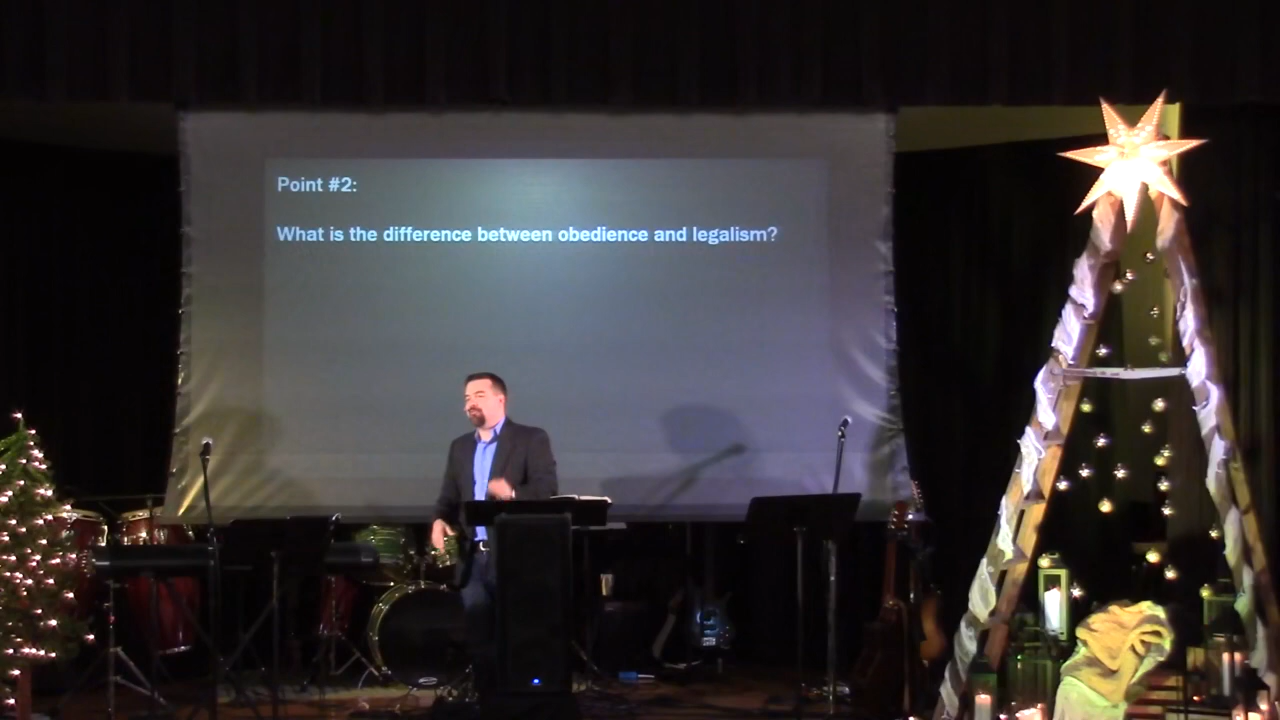 Point #2:
What is the difference between obedience and legalism?